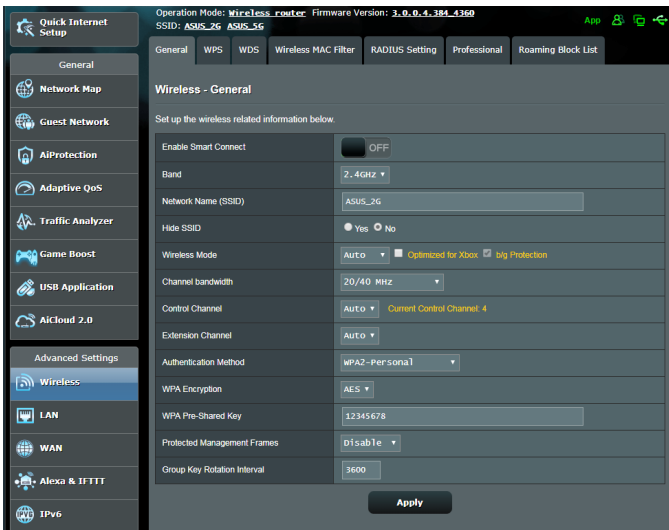 Quick Internet
Setup
Operation Mode: Wireless router Firmware Version: 3.0.0.4.384_4360
SSID: ASUS_2G ASUS_5G
App
General WPS WDS Wireless MAC Filter RADIUS Setting Professional Roaming Block List
General
Network Map
Guest Network
AiProtection
Adaptive QoS
Traffic Analyzer
Game Boost
USB Application
AiCloud 2.0
Advanced Settings
Wireless
LAN
WAN
Alexa & IFTTT
IPv6
Wireless - General
Set up the wireless related information below.
Enable Smart Connect OFF
Band 2.4GHz
Network Name (SSID) ASUS_2G
Hide SSID Yes No
Wireless Mode Auto Optimized for Xbox b/g Protection
Channel bandwidth 20/40 MHz
Control Channel Auto Current Control Channel: 4
Extension Channel Auto
Authentication Method WPA2-Personal
WPA Encryption AES
WPA Pre-Shared Key 12345678
Protected Management Frames Disable
Group Key Rotation Interval 3600
Apply